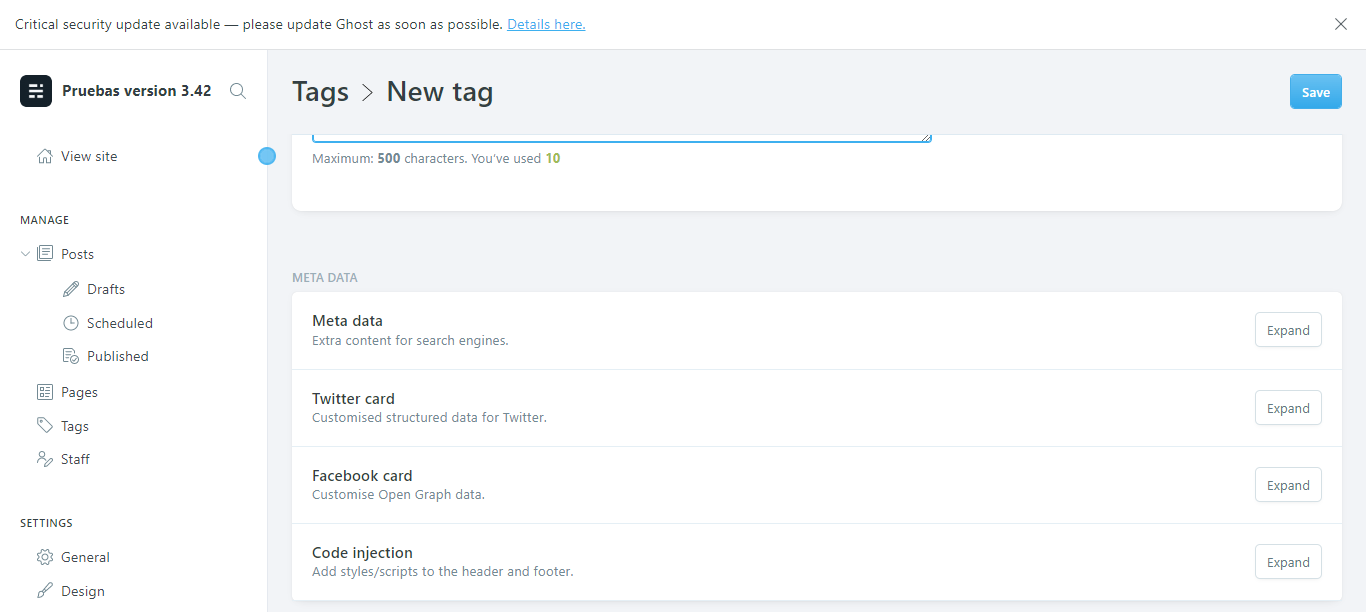 Critical security update available — please update Ghost as soon as possible. Details here.
Pruebas version 3.42
View site
MANAGE
Posts
Drafts
Scheduled
Published
Pages
Tags
Staff
SETTINGS
General
Design
Tags > New tag
Save
Maximum: 500 characters. You've used 10
META DATA
Meta data
Extra content for search engines.
Expand
Twitter card
Customised structured data for Twitter.
Expand
Facebook card
Customise Open Graph data.
Expand
Code injection
Add styles/scripts to the header and footer.
Expand